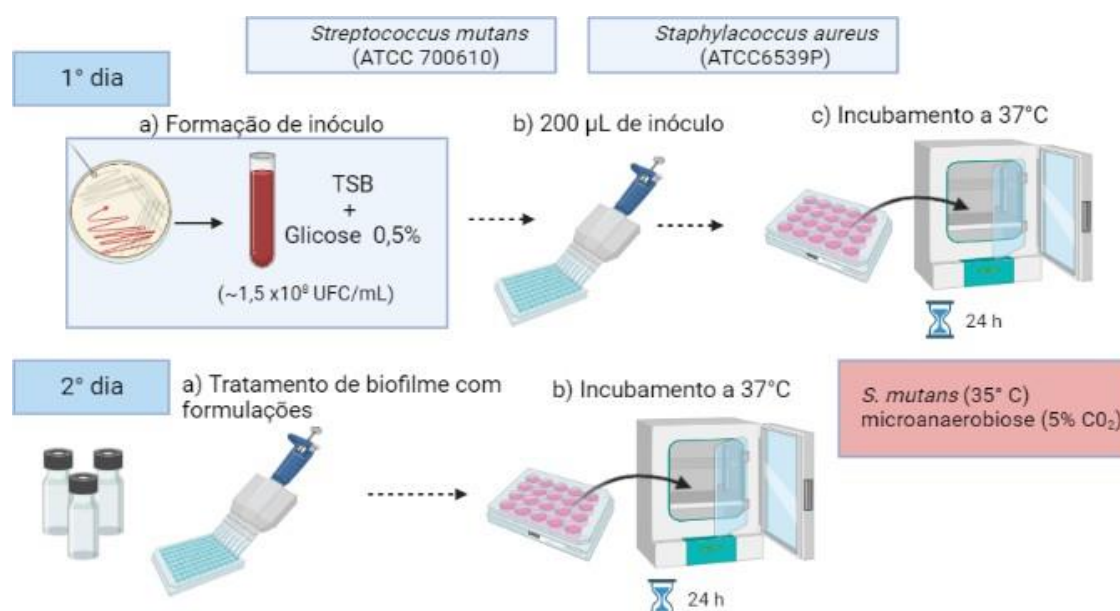 Streptococcus mutans
(ATCC 700610)
Staphylacoccus aureus
(ATCC6539P)
1° dia
a) Formação de inóculo
b) 200 µL de inóculo
c) Incubamento a 37°C
TSB
+
Glicose 0,5%
(~1,5 x10⁸ UFC/mL)
24 h
2° dia
a) Tratamento de biofilme com
formulações
b) Incubamento a 37°C
S. mutans (35° C)
microanaerobiose (5% C0₂)
24 h